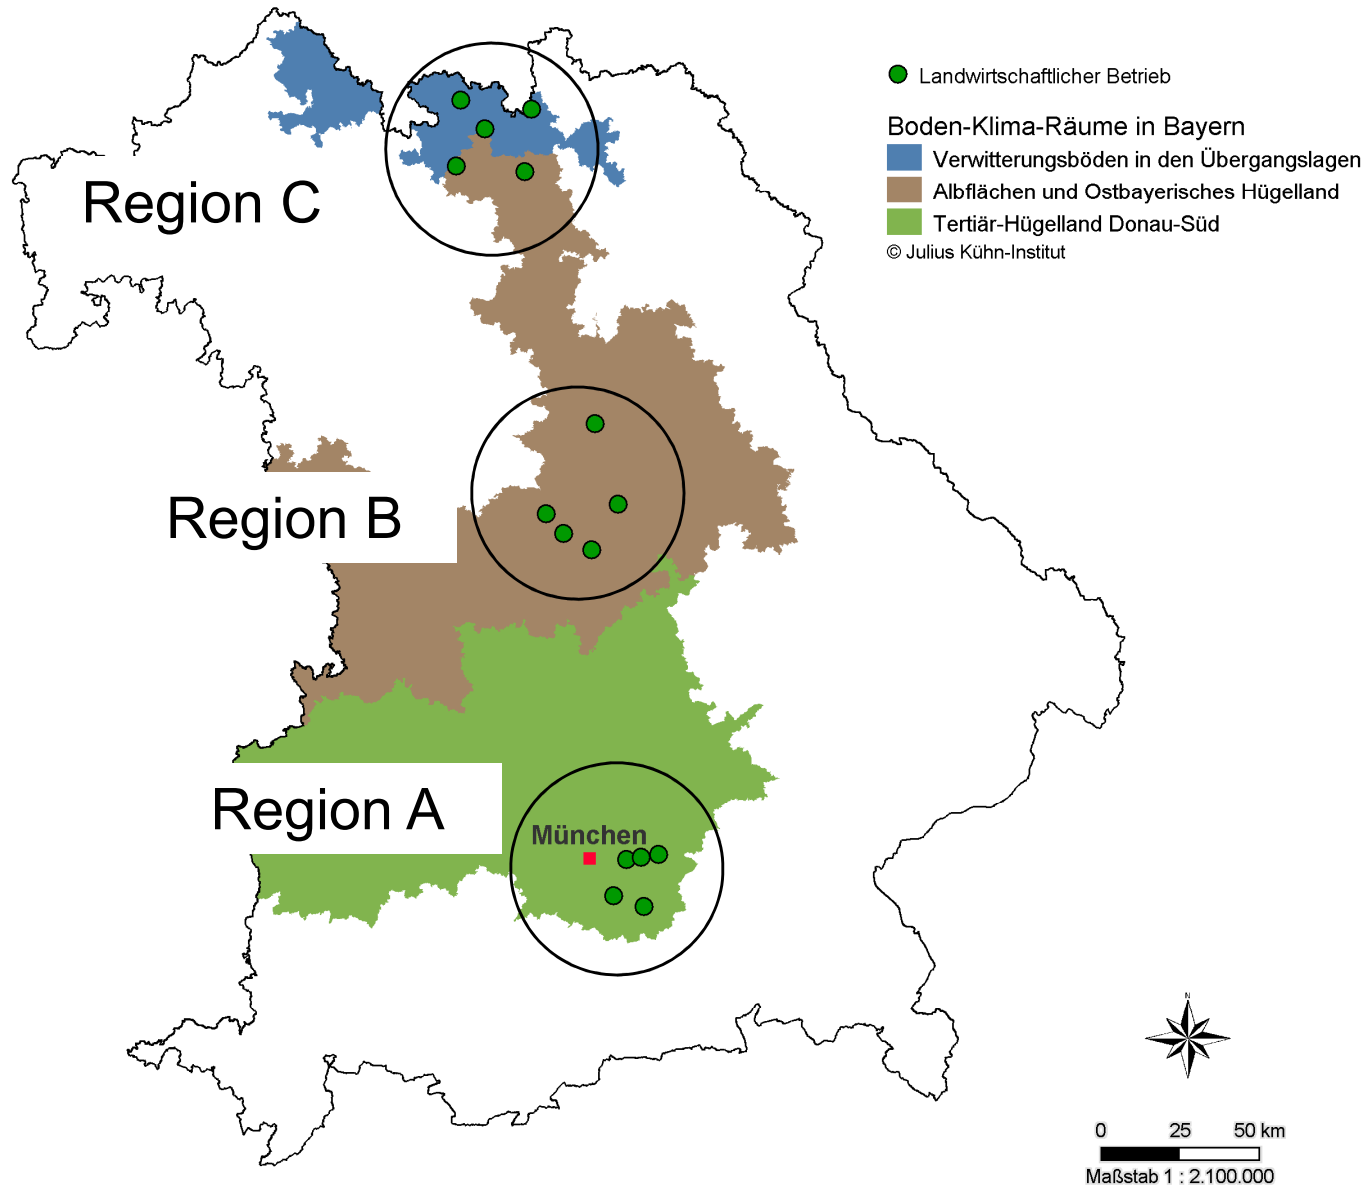 Landwirtschaftlicher Betrieb
Boden-Klima-Räume in Bayern
Verwitterungsböden in den Übergangslagen
Albflächen und Ostbayerisches Hügelland
Tertiär-Hügelland Donau-Süd
© Julius Kühn-Institut
Region C
Region B
Region A
München
N
0 25 50 km
Maßstab 1 : 2.100.000